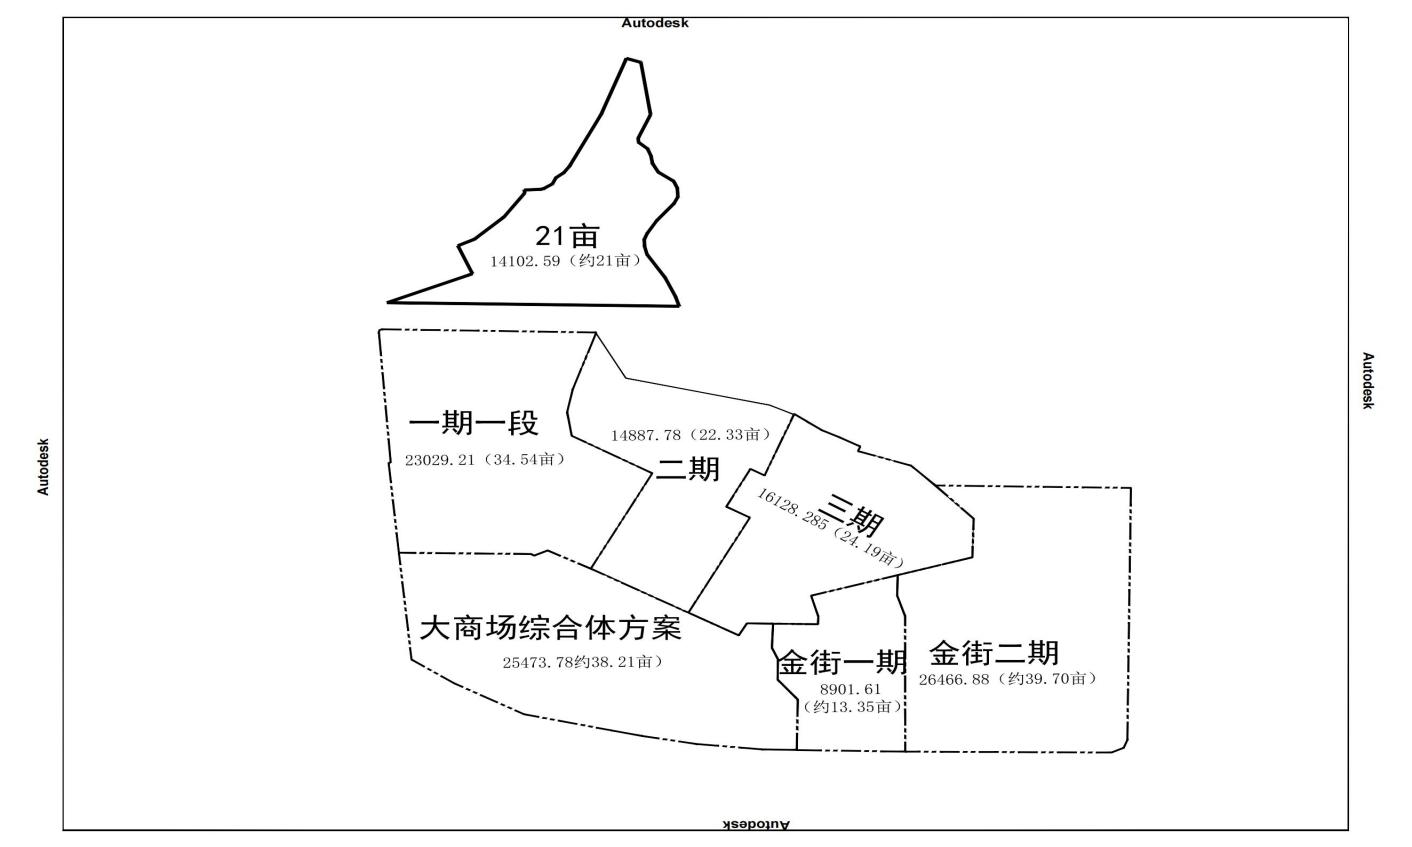 Autodesk
21亩
14102.59（约21亩）
一期一段
23029.21（34.54亩）
14887.78（22.33亩）
二期
三期
16128.285（24.19亩）
大商场综合体方案
25473.78约38.21亩）
金街一期
8901.61
（约13.35亩）
金街二期
26466.88（约39.70亩）
Autodesk
Autodesk
Autodesk